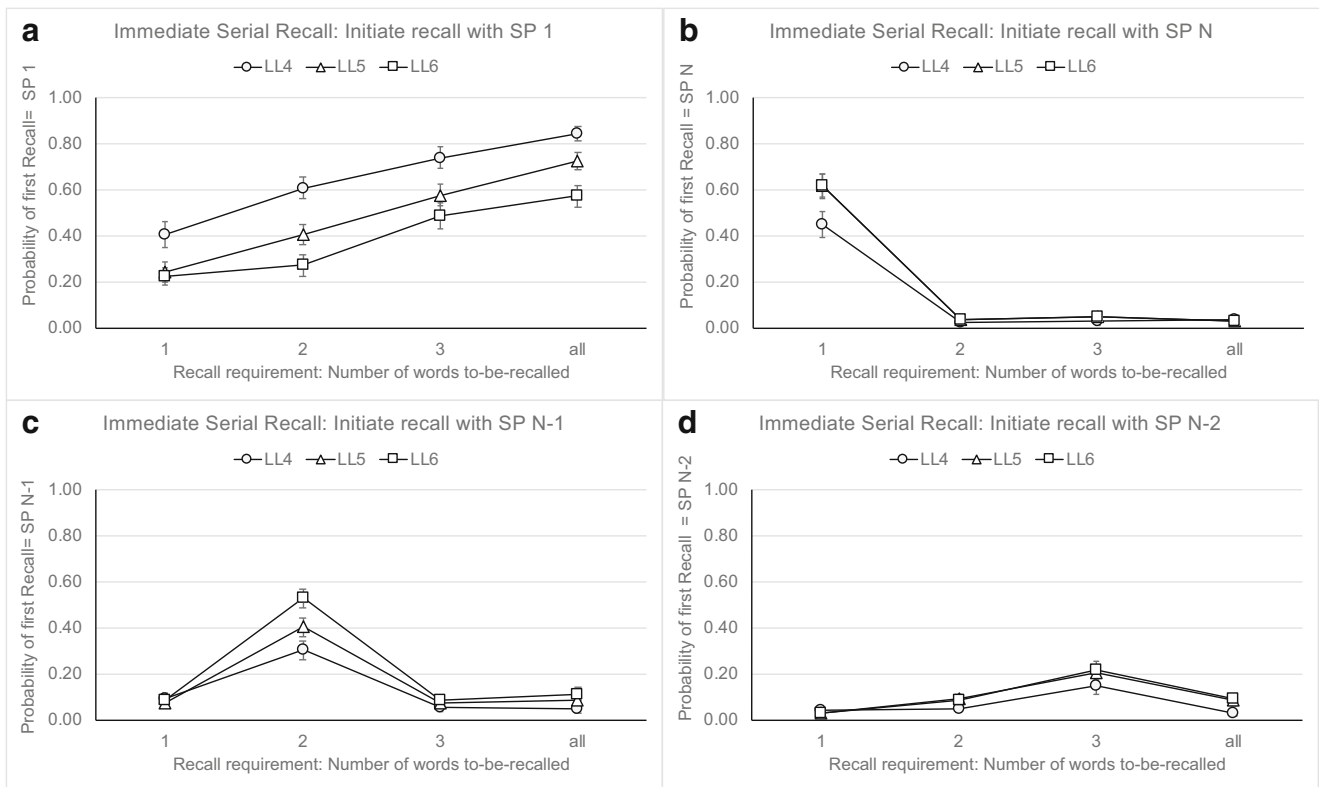 a
Immediate Serial Recall: Initiate recall with SP 1
LL4 LL5 LL6
Probability of first Recall= SP 1
1.00
0.80
0.60
0.40
0.20
0.00
1 2 3 all
Recall requirement: Number of words to-be-recalled
b
Immediate Serial Recall: Initiate recall with SP N
LL4 LL5 LL6
Probability of first Recall = SP N
1.00
0.80
0.60
0.40
0.20
0.00
1 2 3 all
Recall requirement: Number of words to-be-recalled
c
Immediate Serial Recall: Initiate recall with SP N-1
LL4 LL5 LL6
Probability of first Recall= SP N-1
1.00
0.80
0.60
0.40
0.20
0.00
1 2 3 all
Recall requirement: Number of words to-be-recalled
d
Immediate Serial Recall: Initiate recall with SP N-2
LL4 LL5 LL6
Probability of first Recall = SP N-2
1.00
0.80
0.60
0.40
0.20
0.00
1 2 3 all
Recall requirement: Number of words to-be-recalled